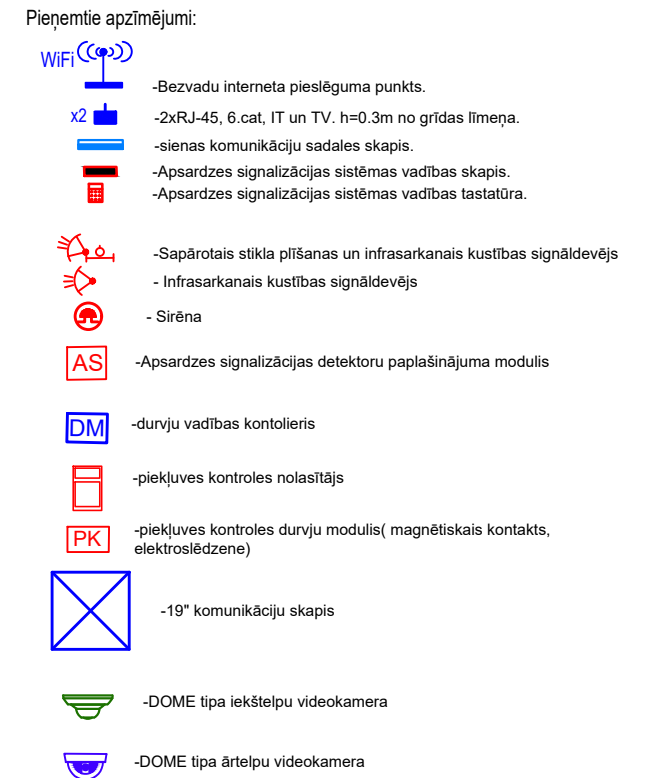 Pieņemtie apzīmējumi:
WiFi
-Bezvadu interneta pieslēguma punkts.
x2 -2xRJ-45, 6.cat, IT un TV. h=0.3m no grīdas līmeņa.
-sienas komunikāciju sadales skapis.
-Apsardzes signalizācijas sistēmas vadības skapis.
-Apsardzes signalizācijas sistēmas vadības tastatūra.
-Sapārotais stikla plīšanas un infrasarkanais kustības signāldevējs
- Infrasarkanais kustības signāldevējs
- Sirēna
AS -Apsardzes signalizācijas detektoru paplašinājuma modulis
DM -durvju vadības kontolieris
-piekļuves kontroles nolasītājs
PK -piekļuves kontroles durvju modulis( magnētiskais kontakts,
elektroslēdzene)
-19" komunikāciju skapis
-DOME tipa iekštelpu videokamera
-DOME tipa ārtelpu videokamera